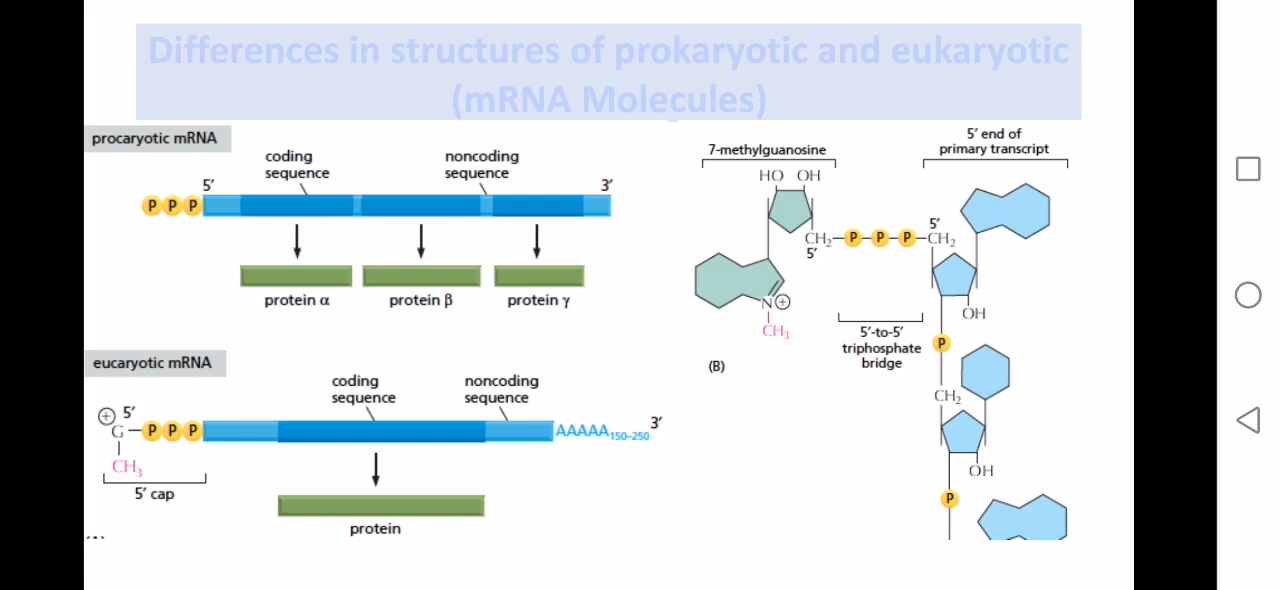 Differences in structures of prokaryotic and eukaryotic
(mRNA Molecules)
procaryotic mRNA
coding
sequence
noncoding
sequence
5′
3′
P P P
protein α
protein β
protein γ
eucaryotic mRNA
coding
sequence
noncoding
sequence
+
5′
G
P P P
AAAAA150–250
3′
CH3
5′ cap
protein
7-methylguanosine
5′ end of
primary transcript
HO OH
5′
CH2 P P P CH2
5′
N +
CH3
OH
5′-to-5′
triphosphate
bridge
P
(B)
CH2
OH
P